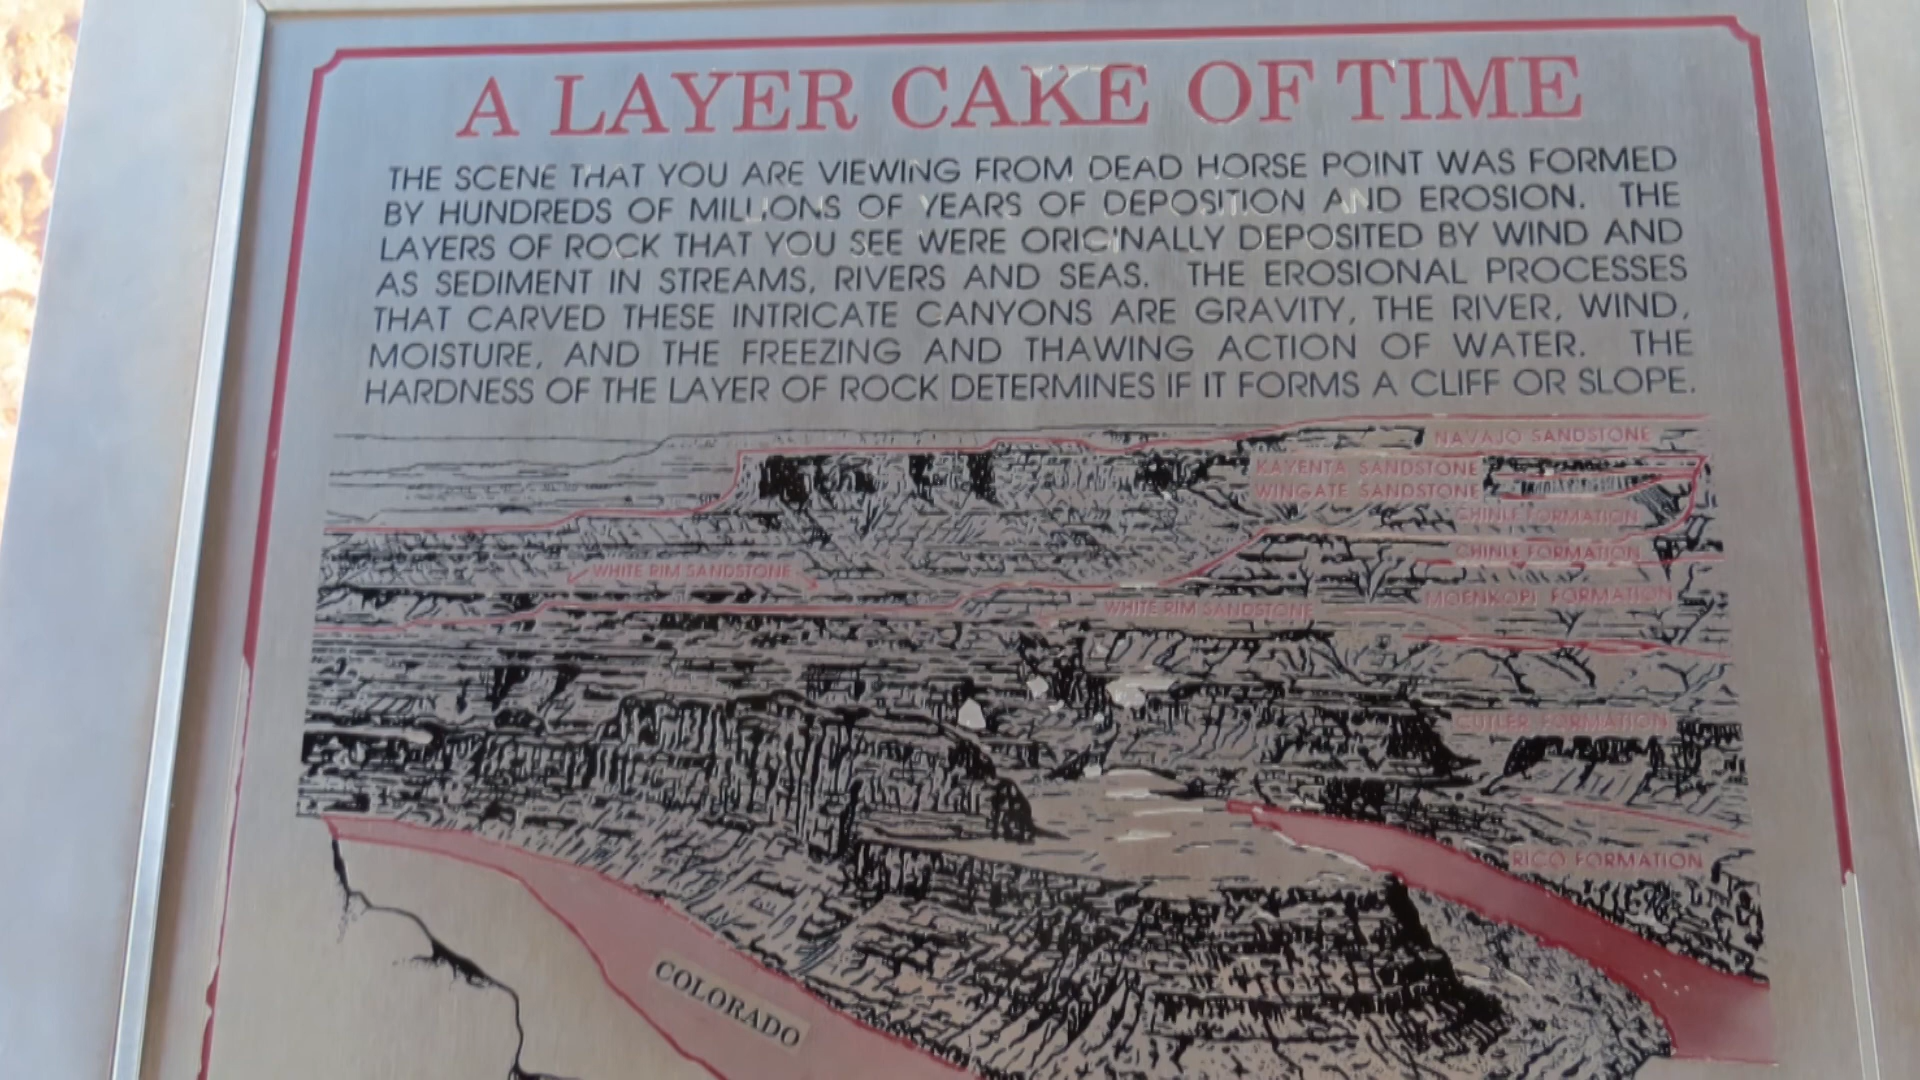 A LAYER CAKE OF TIME
THE SCENE THAT YOU ARE VIEWING FROM DEAD HORSE POINT WAS FORMED
BY HUNDREDS OF MILLIONS OF YEARS OF DEPOSITION AND EROSION. THE
LAYERS OF ROCK THAT YOU SEE WERE ORIGINALLY DEPOSITED BY WIND AND
AS SEDIMENT IN STREAMS, RIVERS AND SEAS. THE EROSIONAL PROCESSES
THAT CARVED THESE INTRICATE CANYONS ARE GRAVITY, THE RIVER, WIND,
MOISTURE, AND THE FREEZING AND THAWING ACTION OF WATER. THE
HARDNESS OF THE LAYER OF ROCK DETERMINES IF IT FORMS A CLIFF OR SLOPE.
NAVAJO SANDSTONE
KAYENTA SANDSTONE
WINGATE SANDSTONE
CHINLE FORMATION
CHINLE FORMATION
WHITE RIM SANDSTONE
MOENKOPI FORMATION
WHITE RIM SANDSTONE
CUTLER FORMATION
RICO FORMATION
COLORADO